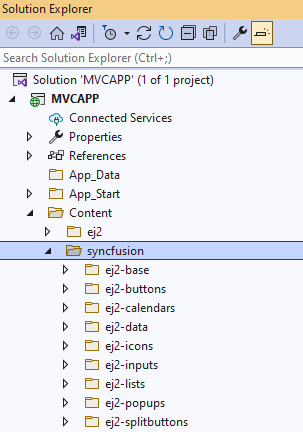 Solution Explorer
Search Solution Explorer (Ctrl+;)
Solution 'MVCAPP' (1 of 1 project)
MVCAPP
Connected Services
Properties
References
App_Data
App_Start
Content
ej2
syncfusion
ej2-base
ej2-buttons
ej2-calendars
ej2-data
ej2-icons
ej2-inputs
ej2-lists
ej2-popups
ej2-splitbuttons